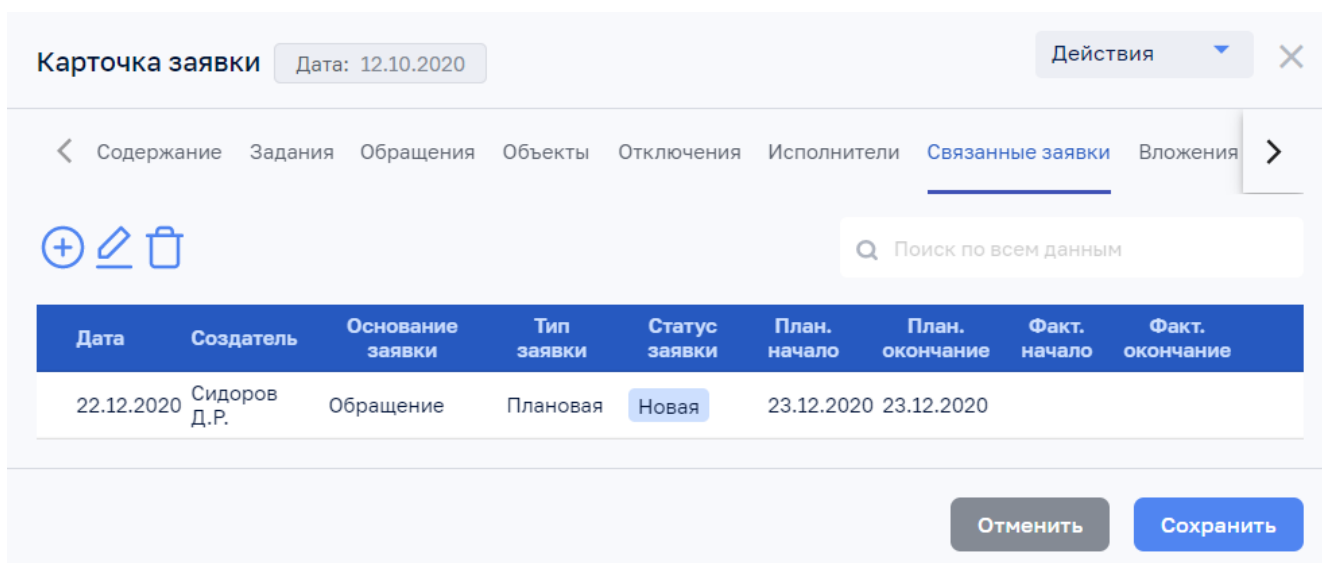 Карточка заявки Дата: 12.10.2020 Действия
Содержание Задания Обращения Объекты Отключения Исполнители Связанные заявки Вложения
Поиск по всем данным
Дата Создатель Основание заявки Тип заявки Статус заявки План. начало План. окончание Факт. начало Факт. окончание
22.12.2020 Сидоров Д.Р. Обращение Плановая Новая 23.12.2020 23.12.2020
Отменить Сохранить